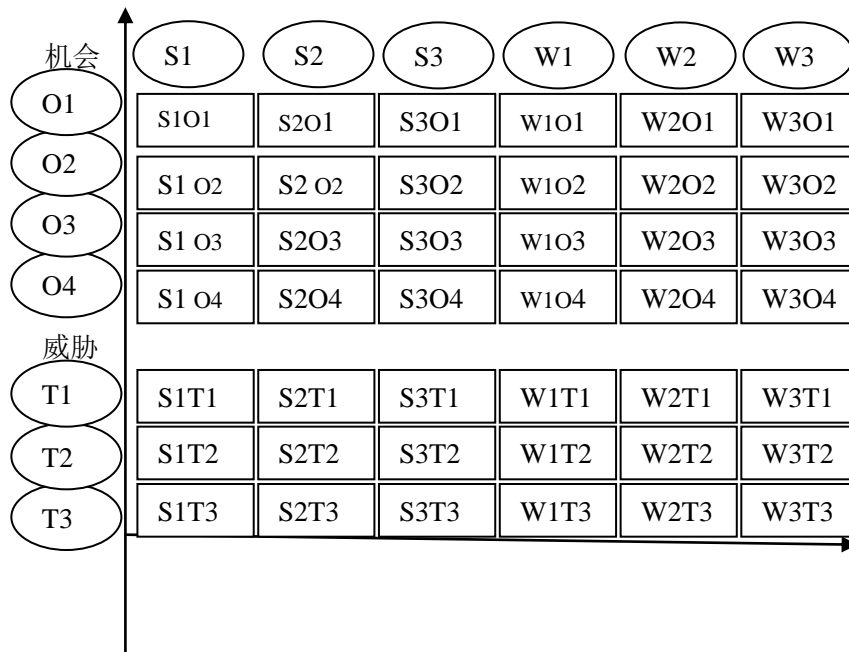 机会 S1 S2 S3 W1 W2 W3
O1 S1O1 S2O1 S3O1 W1O1 W2O1 W3O1
O2 S1 O2 S2 O2 S3O2 W1O2 W2O2 W3O2
O3 S1 O3 S2O3 S3O3 W1O3 W2O3 W3O3
O4 S1 O4 S2O4 S3O4 W1O4 W2O4 W3O4
威胁
T1 S1T1 S2T1 S3T1 W1T1 W2T1 W3T1
T2 S1T2 S2T2 S3T2 W1T2 W2T2 W3T2
T3 S1T3 S2T3 S3T3 W1T3 W2T3 W3T3